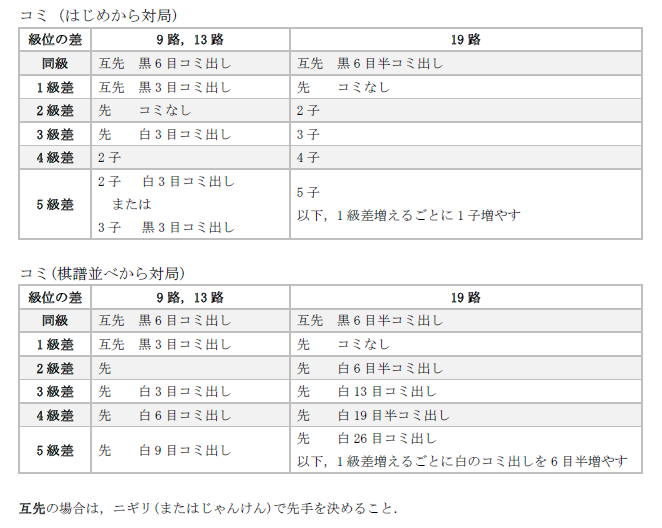 コミ（はじめから対局）
級位の差 9路，13路 19路
同級 互先 黒6目コミ出し 互先 黒6目半コミ出し
1級差 互先 黒3目コミ出し 先 コミなし
2級差 先 コミなし 2子
3級差 先 白3目コミ出し 3子
4級差 2子 4子
5級差
2子 白3目コミ出し
または
3子 黒3目コミ出し
5子
以下，1級差増えるごとに1子増やす
コミ(棋譜並べから対局)
級位の差 9路，13路 19路
同級 互先 黒6目コミ出し 互先 黒6目半コミ出し
1級差 互先 黒3目コミ出し 先 コミなし
2級差 先 先 白6目半コミ出し
3級差 先 白3目コミ出し 先 白13目コミ出し
4級差 先 白6目コミ出し 先 白19目半コミ出し
5級差 先 白9目コミ出し
先 白26目コミ出し
以下，1級差増えるごとに白のコミ出しを6目半増やす
互先の場合は，ニギリ(またはじゃんけん)で先手を決めること．